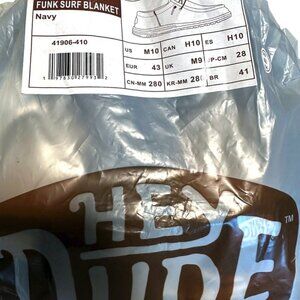 FUNK SURF BLANKET
Navy
41906-410
US M10 CAN H10 ES H10
EUR 43 UK M9 JP-CM 28
CN-MM 280 KR-MM 280 BR 41
HEY
DUDE
TM